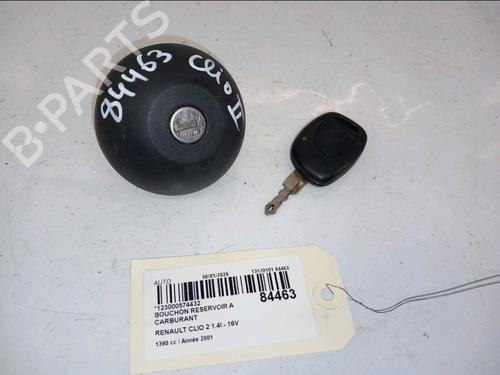 B-PARTS
84463
Clio II
AUTO
06/01/2026
13120101 84463
*123000574432
84463
BOUCHON RESERVOIR A
CARBURANT
RENAULT CLIO 2 1.4I - 16V
1390 cc / Année 2001